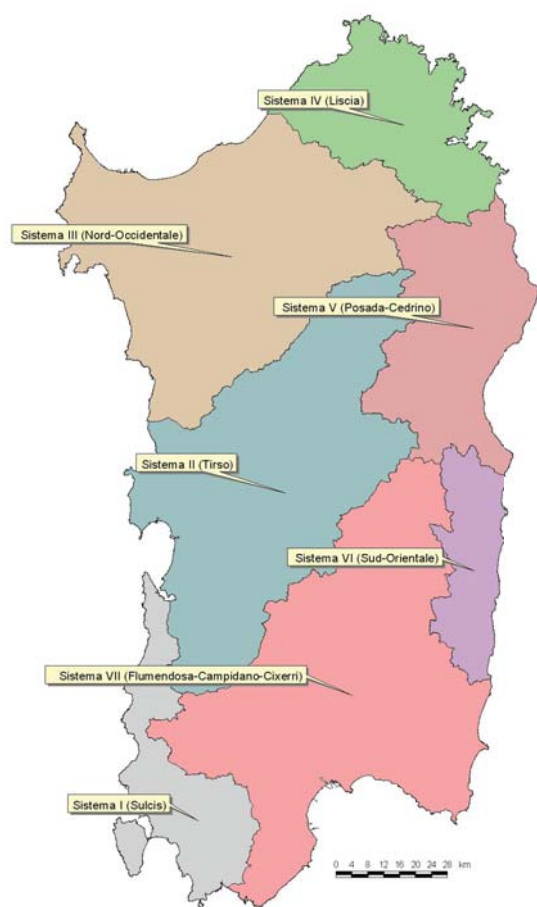 Sistema IV (Liscia)
Sistema III (Nord-Occidentale)
Sistema V (Posada-Cedrino)
Sistema II (Tirso)
Sistema VI (Sud-Orientale)
Sistema VII (Flumendosa-Campidano-Cixerri)
Sistema I (Sulcis)
0 4 8 12 16 20 24 28 km